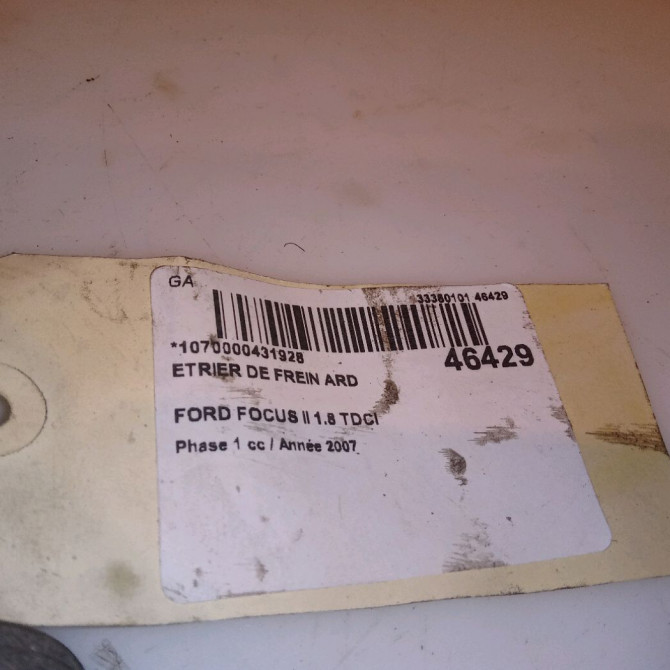 GA
33380101 46429
*1070000431928
46429
ETRIER DE FREIN ARD
FORD FOCUS II 1.8 TDCI
Phase 1 cc / Année 2007